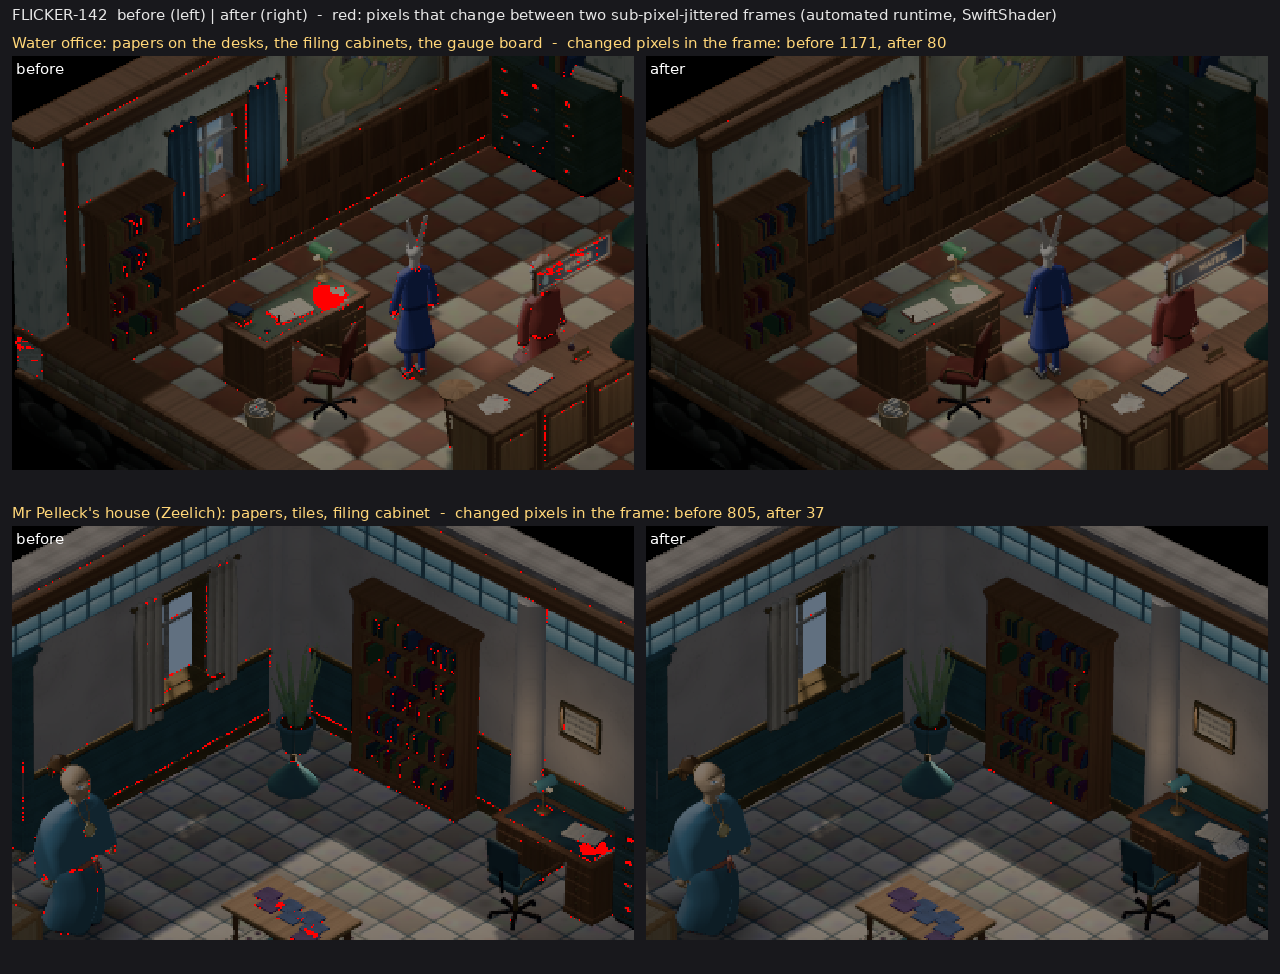 FLICKER-142  before (left) | after (right)  -  red: pixels that change between two sub-pixel-jittered frames (automated runtime, SwiftShader)
Water office: papers on the desks, the filing cabinets, the gauge board  -  changed pixels in the frame: before 1171, after 80
before
after
WATER
Mr Pelleck's house (Zeelich): papers, tiles, filing cabinet  -  changed pixels in the frame: before 805, after 37
before
after